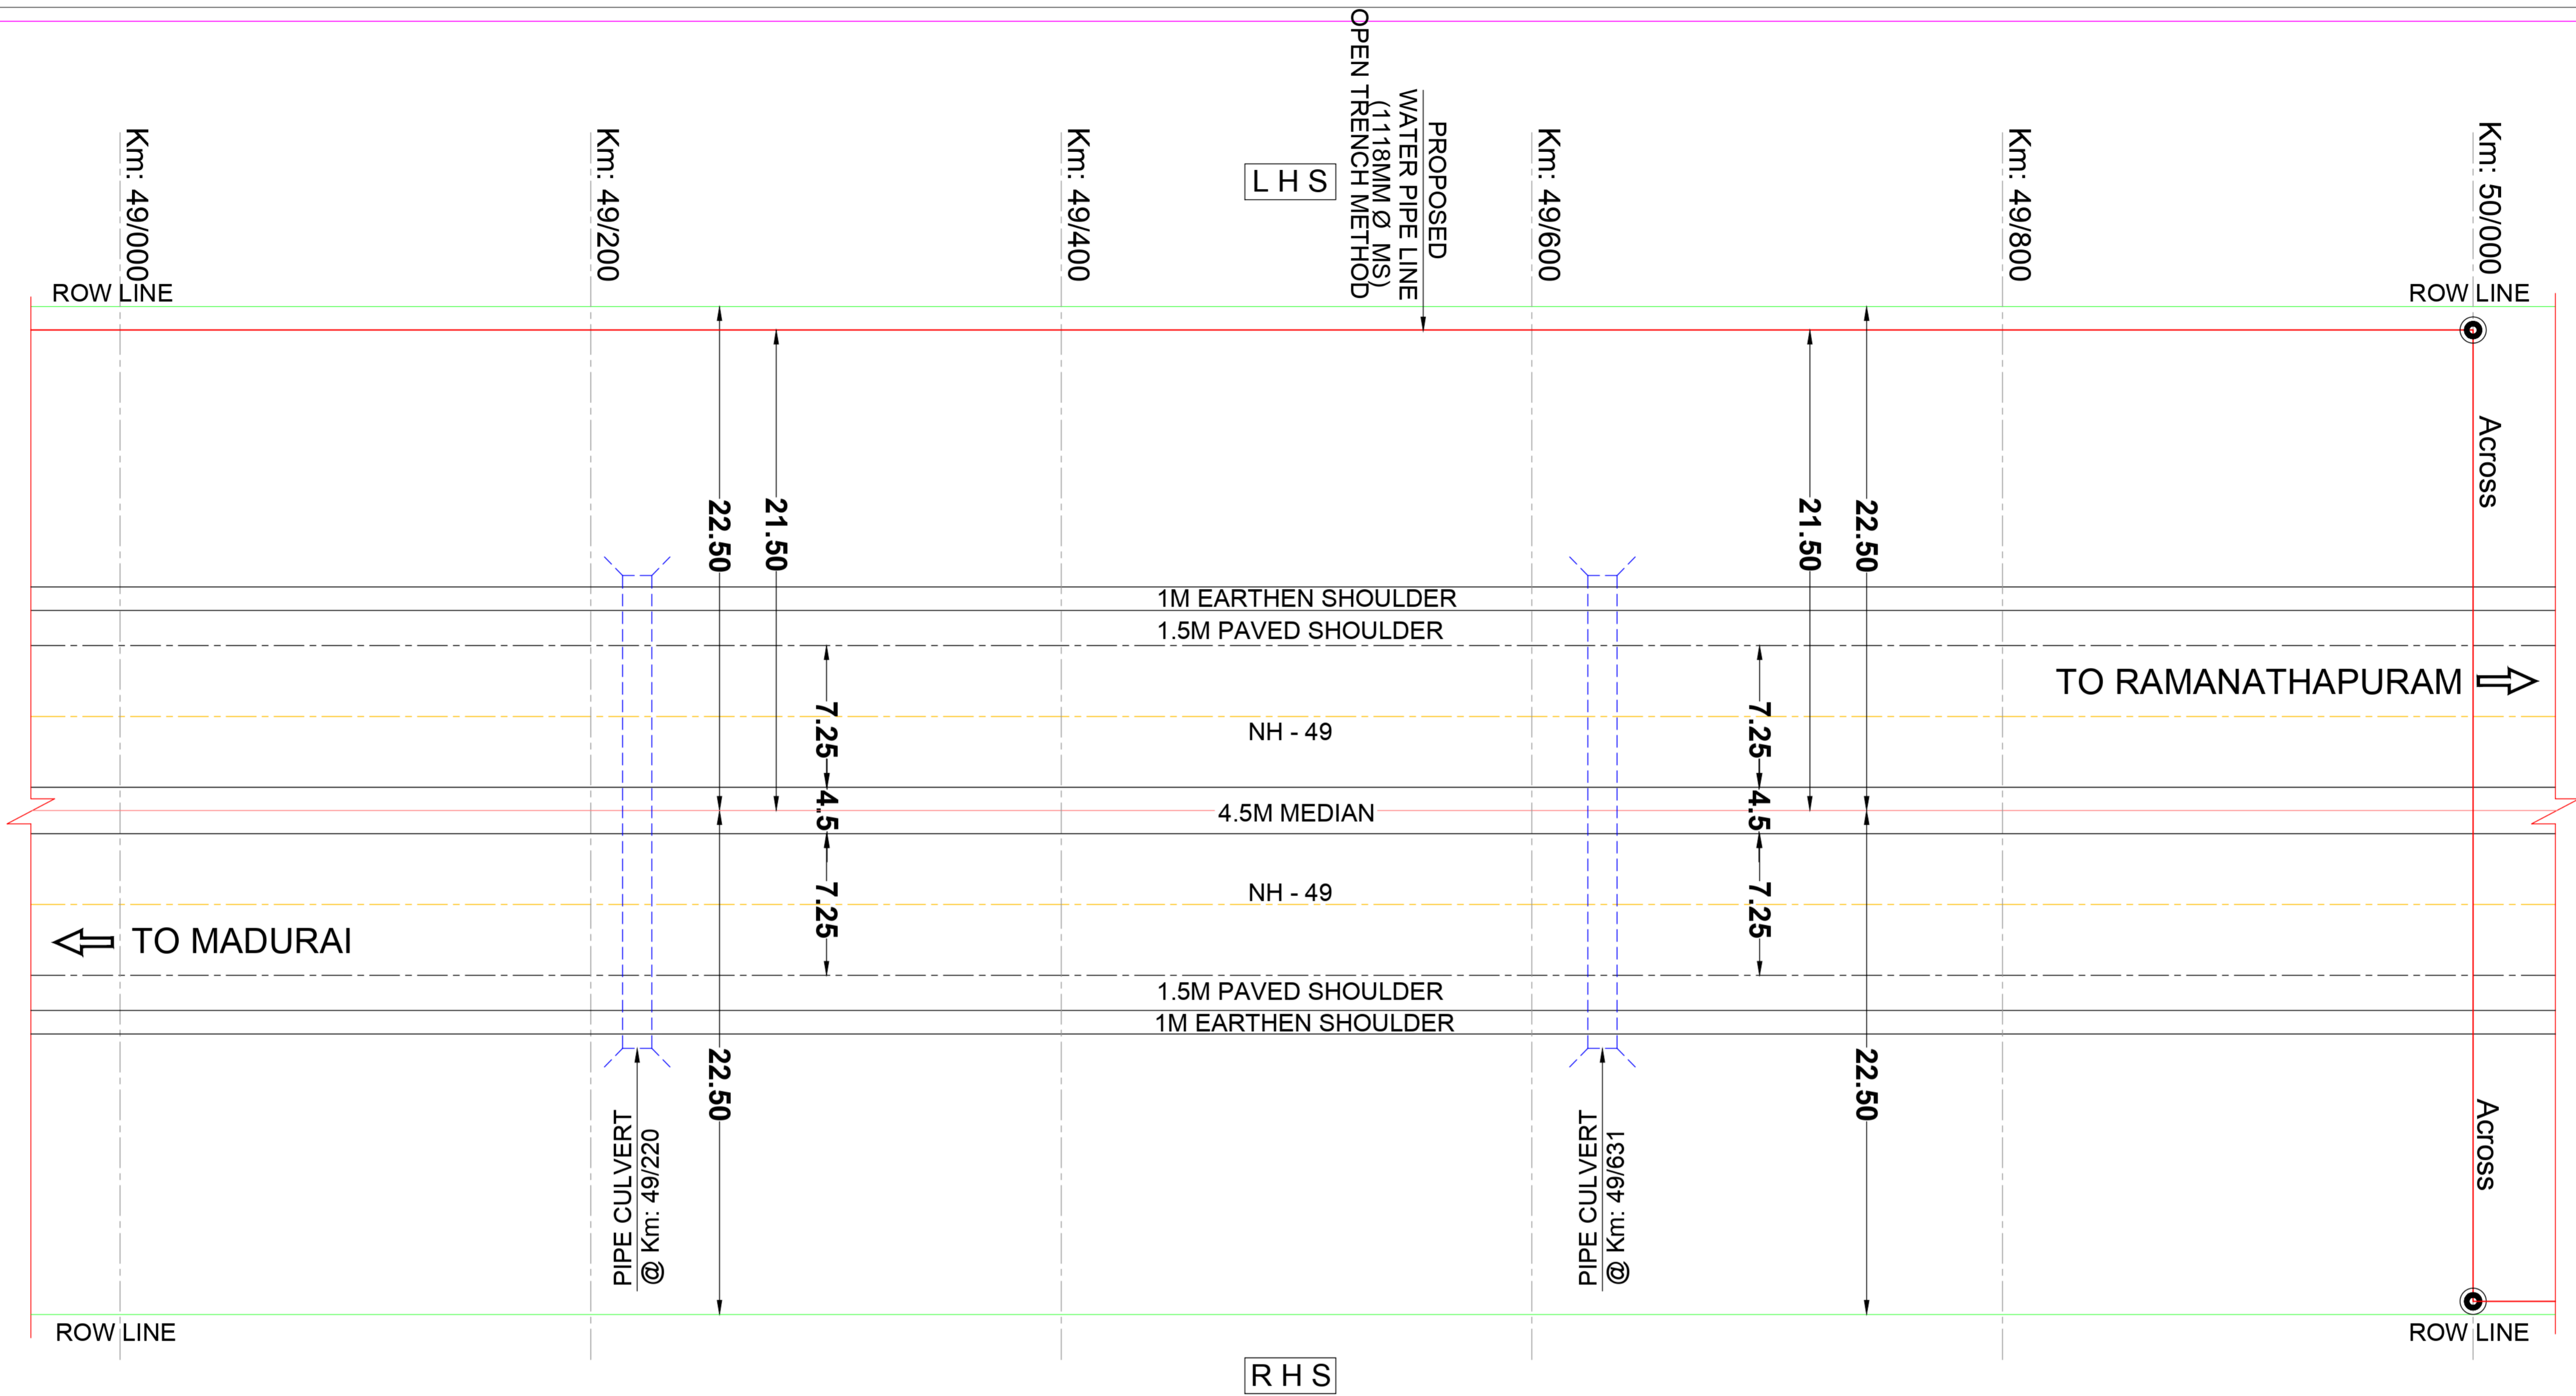 Km: 49/000
Km: 49/200
Km: 49/400
Km: 49/600
Km: 49/800
Km: 50/000
L H S
PROPOSED
WATER PIPE LINE
(1118MM Ø MS)
OPEN TRENCH METHOD
ROW LINE
ROW LINE
Across
22.50
21.50
21.50
22.50
1M EARTHEN SHOULDER
1.5M PAVED SHOULDER
TO RAMANATHAPURAM
7.25
NH - 49
7.25
4.5
4.5M MEDIAN
4.5
7.25
NH - 49
7.25
TO MADURAI
1.5M PAVED SHOULDER
1M EARTHEN SHOULDER
22.50
22.50
Across
PIPE CULVERT
@ Km: 49/220
PIPE CULVERT
@ Km: 49/631
ROW LINE
ROW LINE
R H S